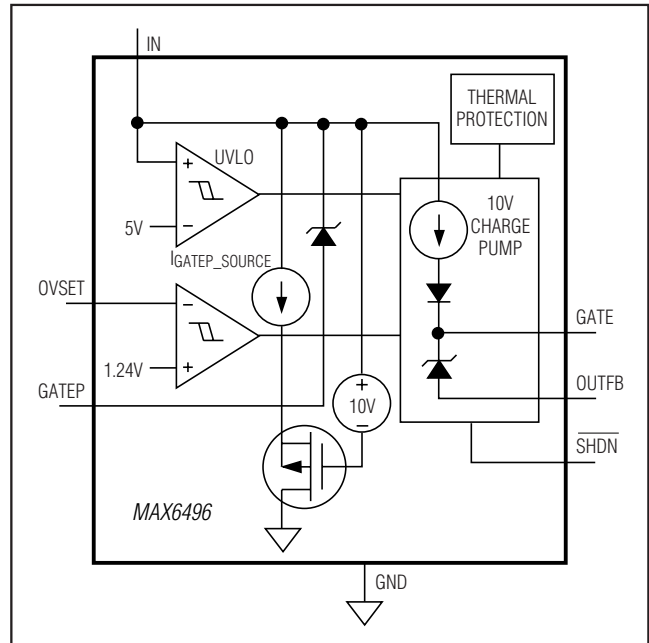 IN
THERMAL
PROTECTION
UVLO
+
−
5V
10V
CHARGE
PUMP
IGATEP_SOURCE
OVSET
−
+
1.24V
GATE
GATEP
OUTFB
+
10V
−
SHDN
MAX6496
GND